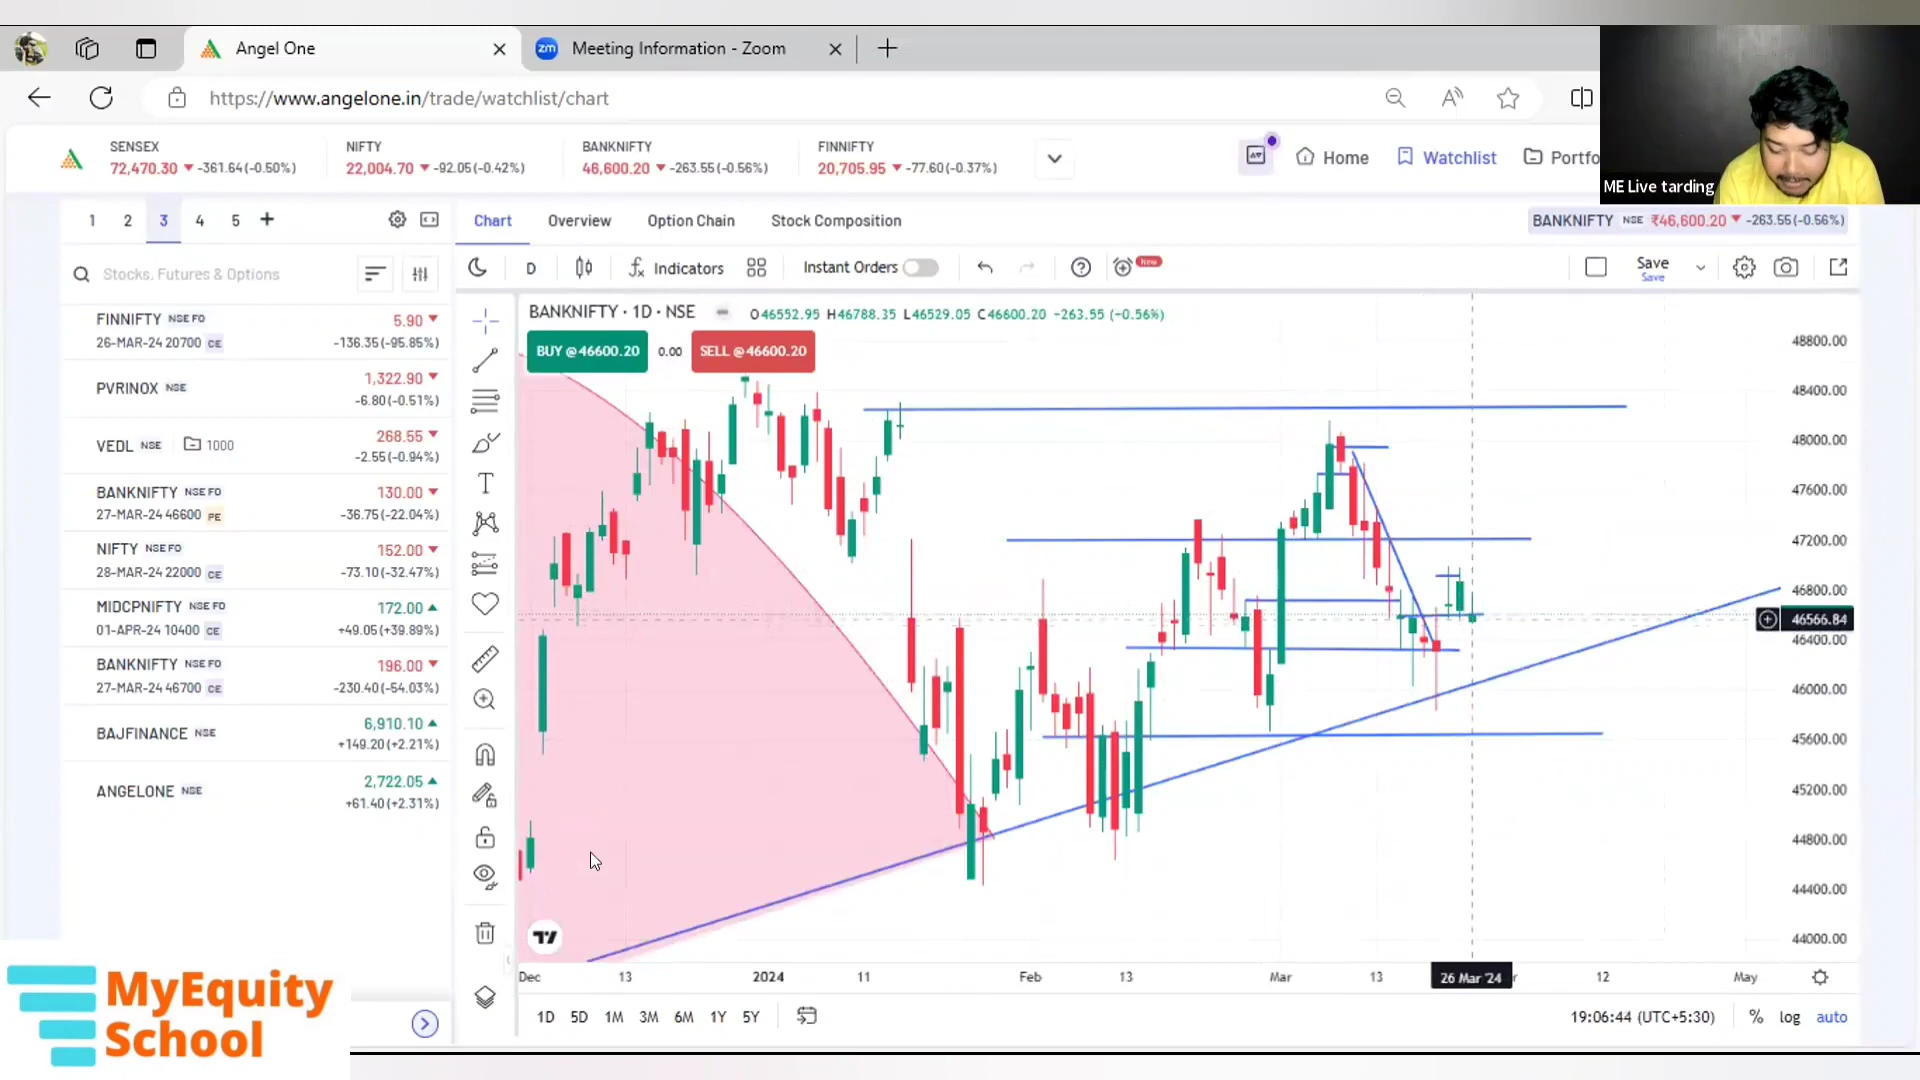 Angel One
Meeting Information - Zoom
https://www.angelone.in/trade/watchlist/chart
ME Live tarding
SENSEX
72,470.30 -361.64(-0.50%)
NIFTY
22,004.70 -92.05(-0.42%)
BANKNIFTY
46,600.20 -263.55(-0.56%)
FINNIFTY
20,705.95 -77.60(-0.37%)
Home
Watchlist
Portfo
1 2 3 4 5 +
Chart Overview Option Chain Stock Composition
BANKNIFTY NSE ₹46,600.20 -263.55(-0.56%)
Stocks, Futures & Options
D
Indicators
Instant Orders
New
Save
Save
FINNIFTY NSE FO 5.90
26-MAR-24 20700 CE -136.35(-95.85%)
PVRINOX NSE 1,322.90
-6.80(-0.51%)
VEDL NSE 1000 268.55
-2.55(-0.94%)
BANKNIFTY NSE FO 130.00
27-MAR-24 46600 PE -36.75(-22.04%)
NIFTY NSE FO 152.00
28-MAR-24 22000 CE -73.10(-32.47%)
MIDCPNIFTY NSE FO 172.00
01-APR-24 10400 CE +49.05(+39.89%)
BANKNIFTY NSE FO 196.00
27-MAR-24 46700 CE -230.40(-54.03%)
BAJFINANCE NSE 6,910.10
+149.20(+2.21%)
ANGELONE NSE 2,722.05
+61.40(+2.31%)
BANKNIFTY · 1D · NSE O46552.95 H46788.35 L46529.05 C46600.20 -263.55 (-0.56%)
BUY @46600.20 0.00 SELL @46600.20
48800.00
48400.00
48000.00
47600.00
47200.00
46800.00
46566.84
46400.00
46000.00
45600.00
45200.00
44800.00
44400.00
44000.00
Dec 13 2024 11 Feb 13 Mar 13 26 Mar '24 r 12 May
1D 5D 1M 3M 6M 1Y 5Y
19:06:44 (UTC+5:30) % log auto
MyEquity
School